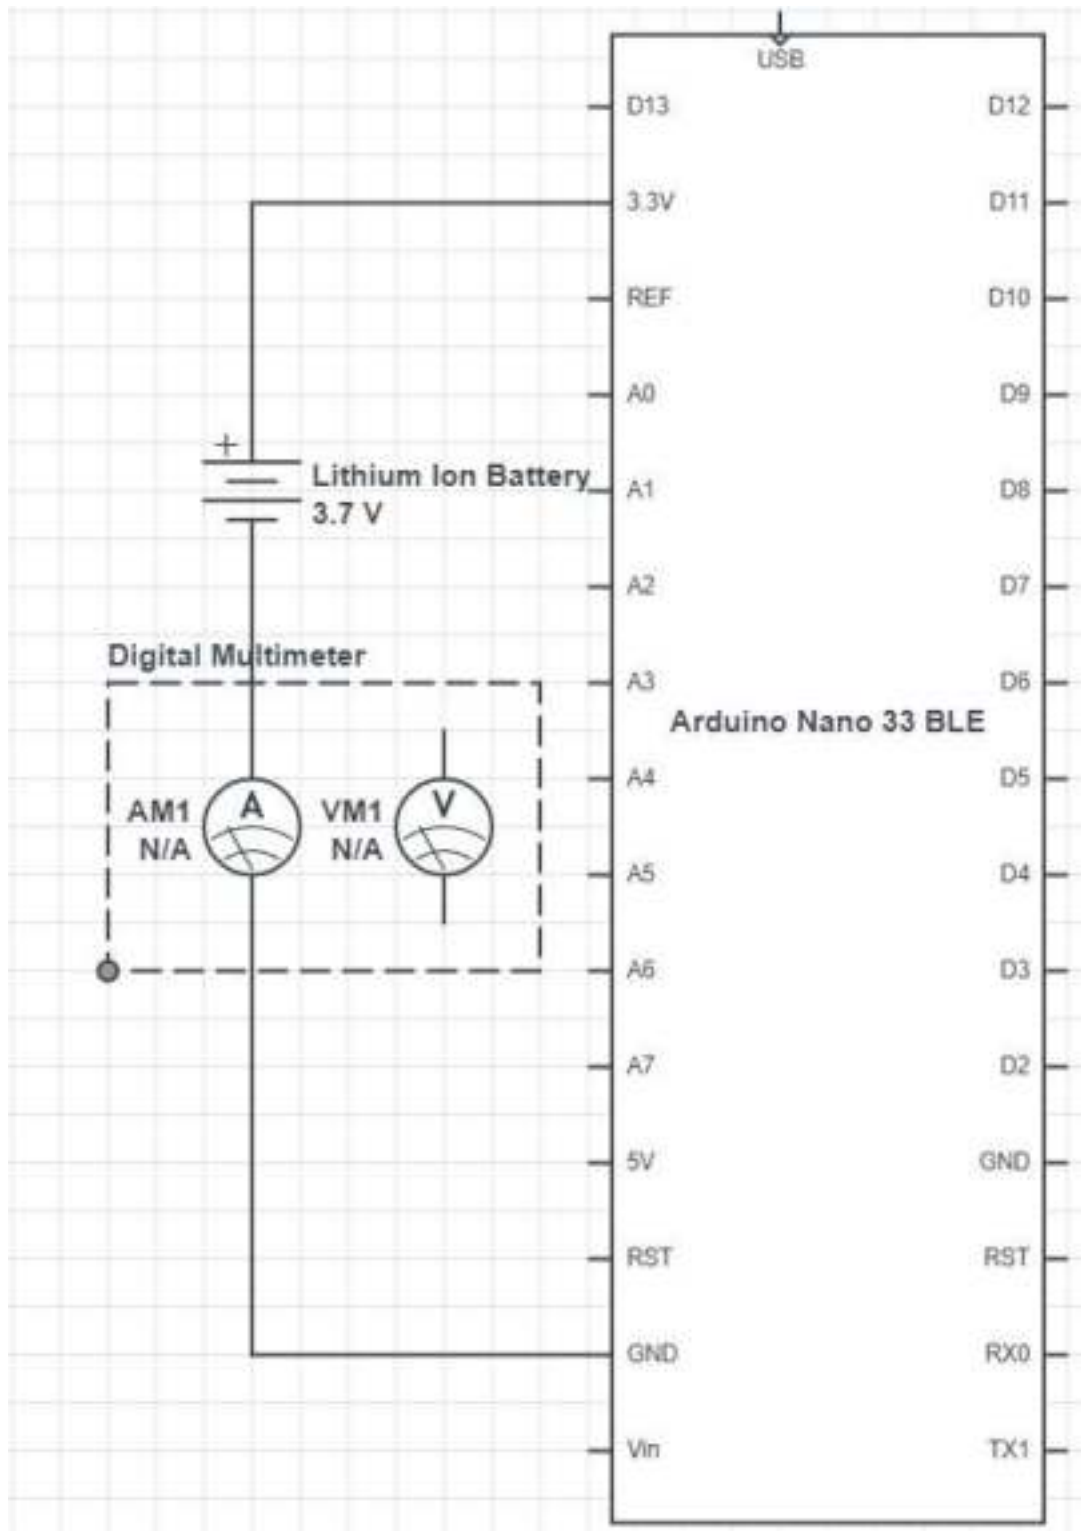 USB
D13
D12
3.3V
D11
REF
D10
A0
D9
+
Lithium Ion Battery
3.7 V
A1
D8
A2
D7
Digital Multimeter
A3
D6
Arduino Nano 33 BLE
A4
D5
A
V
AM1
N/A
VM1
N/A
A5
D4
A6
D3
A7
D2
5V
GND
RST
RST
GND
RX0
Vin
TX1